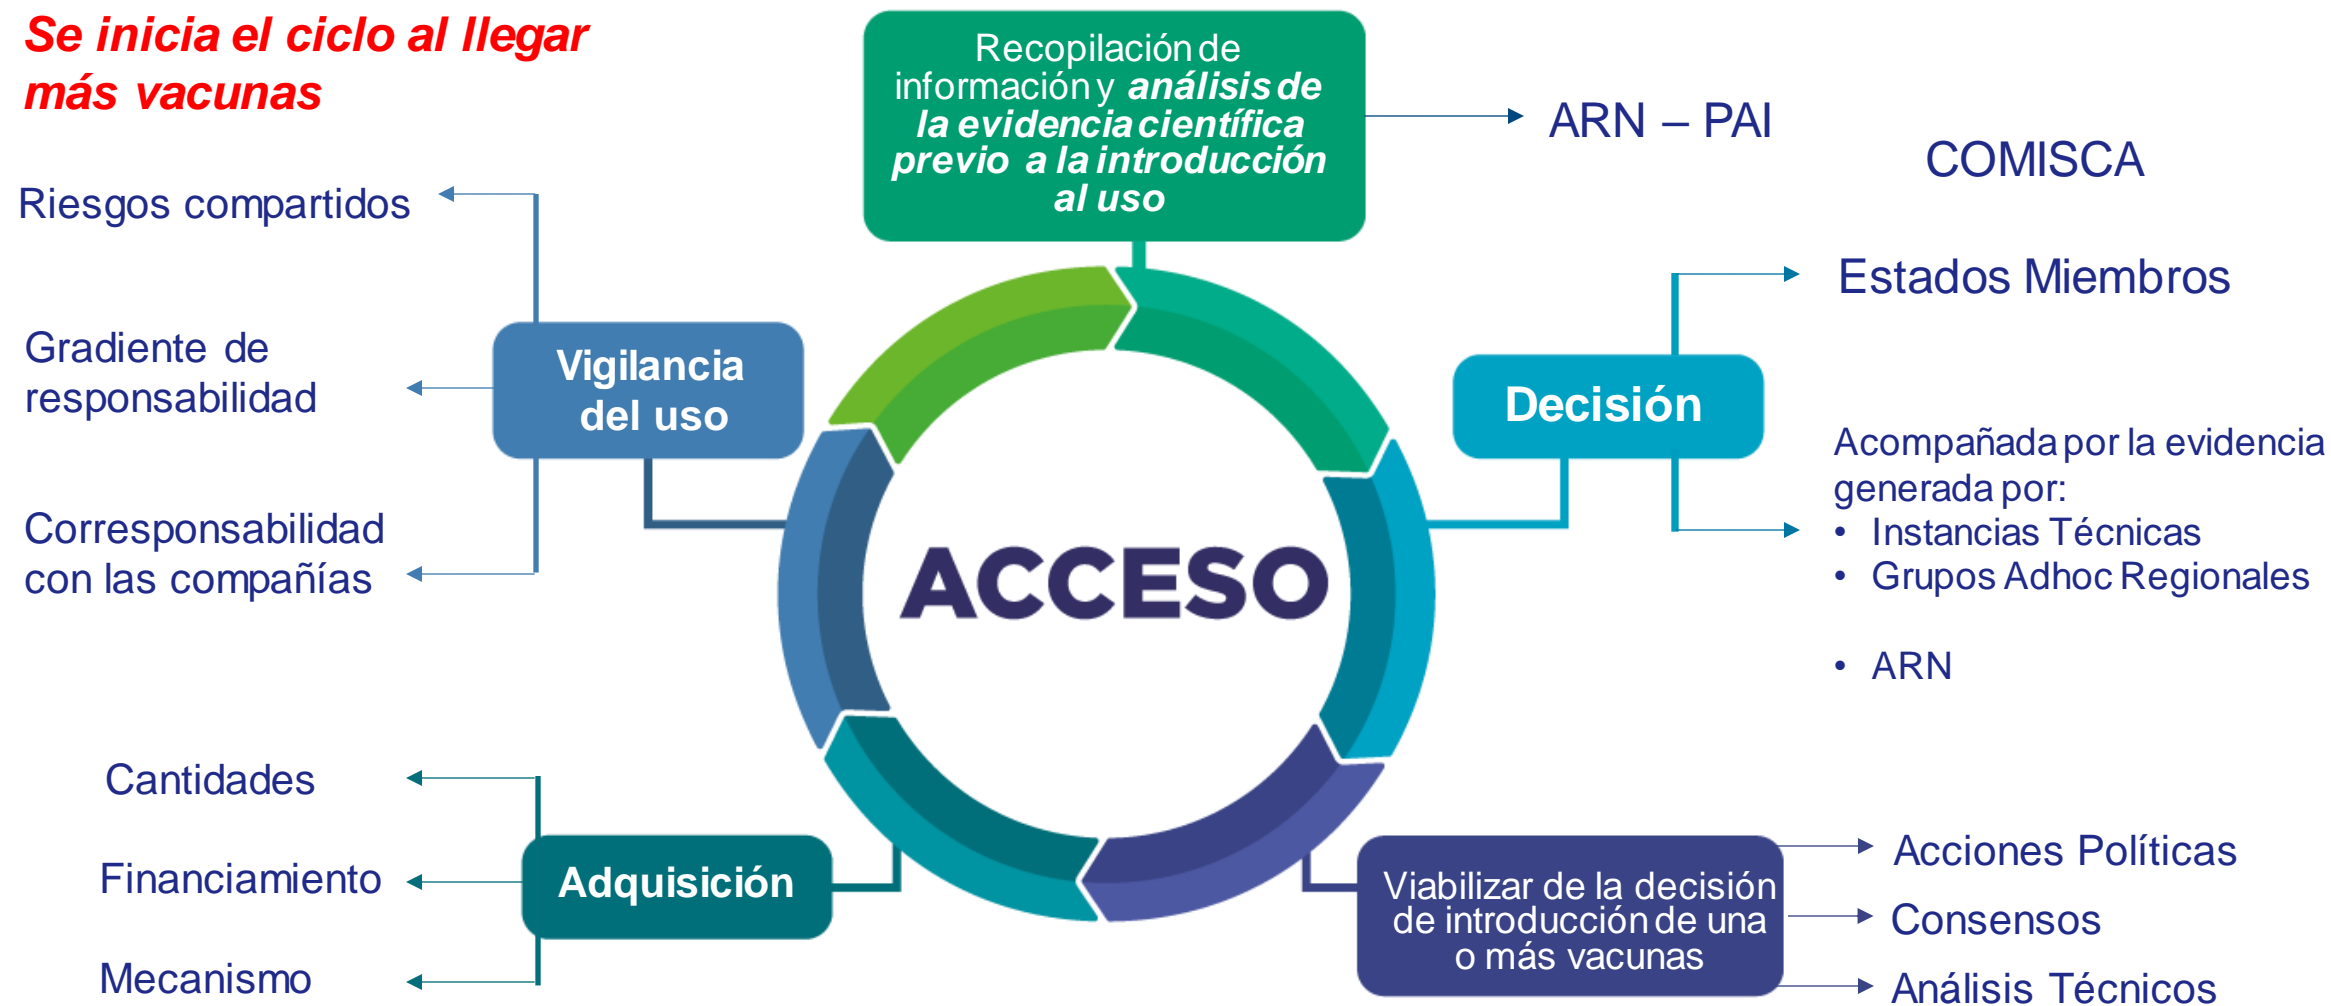 Se inicia el ciclo al llegar
más vacunas
Recopilación de
información y análisis de
la evidencia científica
previo a la introducción
al uso
ARN – PAI
COMISCA
Riesgos compartidos
Estados Miembros
Gradiente de
responsabilidad
Vigilancia
del uso
Decisión
Acompañada por la evidencia
generada por:
• Instancias Técnicas
• Grupos Adhoc Regionales
• ARN
Corresponsabilidad
con las compañías
ACCESO
Cantidades
Financiamiento
Mecanismo
Adquisición
Viabilizar de la decisión
de introducción de una
o más vacunas
Acciones Políticas
Consensos
Análisis Técnicos